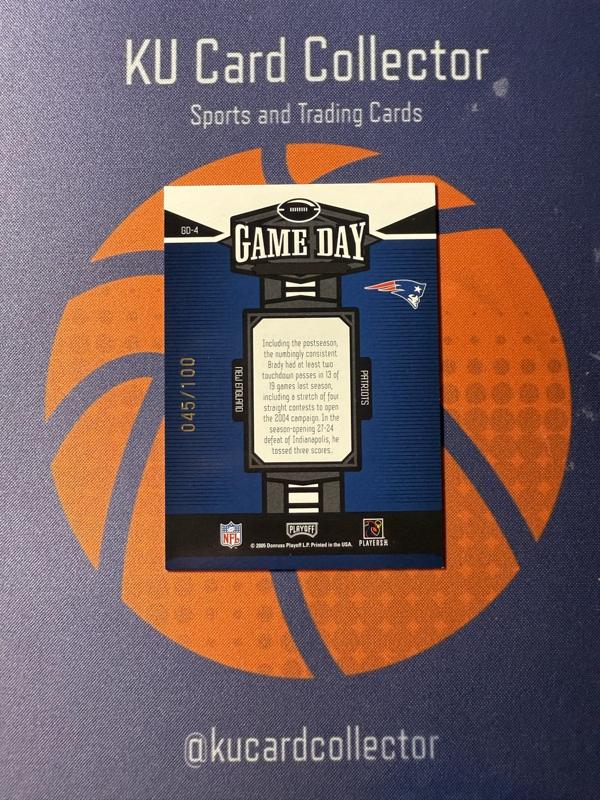 KU Card Collector
Sports and Trading Cards
GD-4
GAME DAY
045/100
NEW ENGLAND
Including the postseason,
the numbingly consistent
Brady had at least two
touchdown passes in 13 of
19 games last season,
including a stretch of four
straight contests to open
the 2004 campaign. In the
season-opening 27-24
defeat of Indianapolis, he
tossed three scores.
PATRIOTS
NFL
PLAYOFF
PLAYERS
© 2005 Donruss Playoff L.P. Printed in the USA.
@kucardcollector